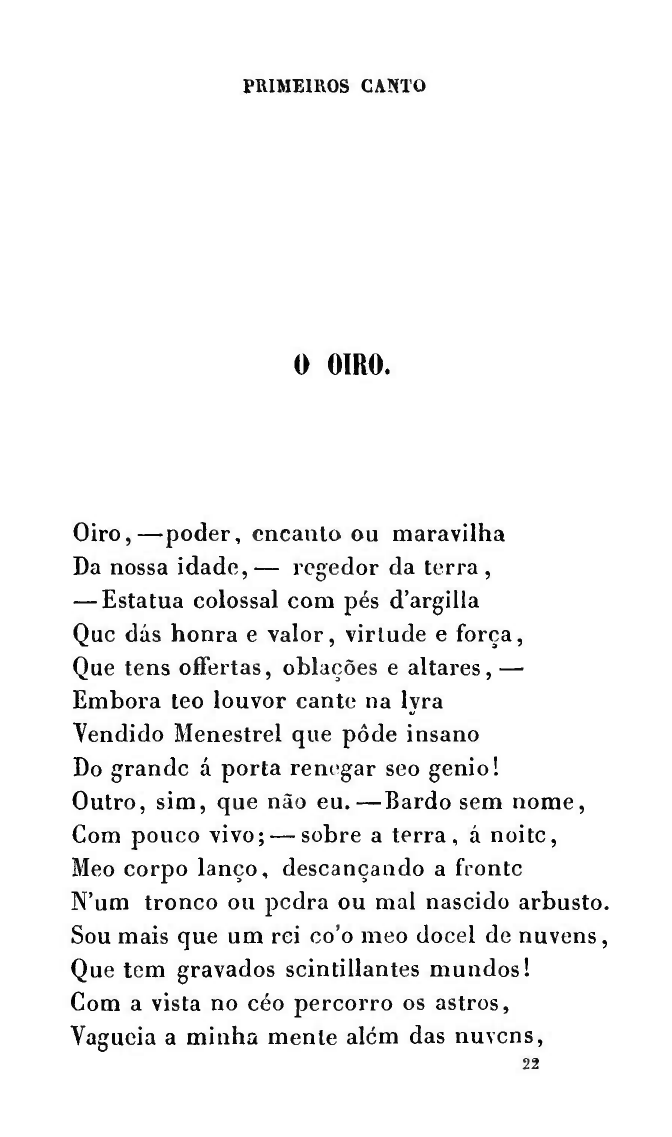 PRIMEIROS CANTO
O OIRO.
Oiro, — poder, encanto ou maravilha
Da nossa idade, — regedor da terra,
— Estatua colossal com pés d'argilla
Que dás honra e valor, virtude e força,
Que tens offertas, oblações e altares, —
Embora teo louvor cante na lyra
Vendido Menestrel que pôde insano
Do grande á porta renegar seo genio!
Outro, sim, que não eu. — Bardo sem nome,
Com pouco vivo; — sobre a terra, á noite,
Meo corpo lanço, descançando a fronte
N'um tronco ou pedra ou mal nascido arbusto.
Sou mais que um rei co'o meo docel de nuvens,
Que tem gravados scintillantes mundos!
Com a vista no céo percorro os astros,
Vagueia a minha mente além das nuvens,
22